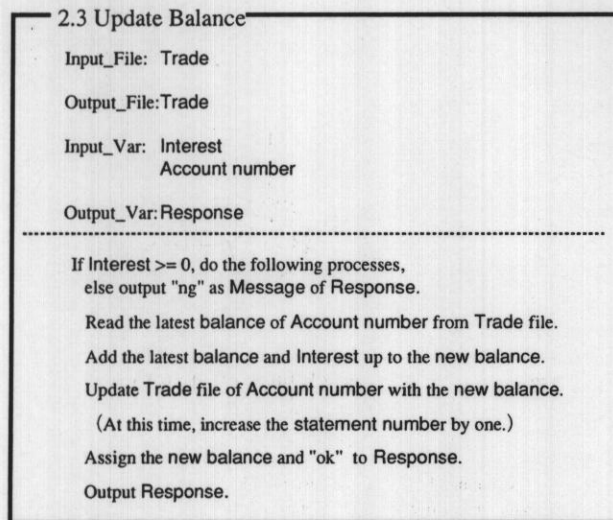 2.3 Update Balance
Input_File: Trade
Output_File:Trade
Input_Var: Interest
Account number
Output_Var:Response
If Interest >= 0, do the following processes,
else output "ng" as Message of Response.
Read the latest balance of Account number from Trade file.
Add the latest balance and Interest up to the new balance.
Update Trade file of Account number with the new balance.
(At this time, increase the statement number by one.)
Assign the new balance and "ok" to Response.
Output Response.